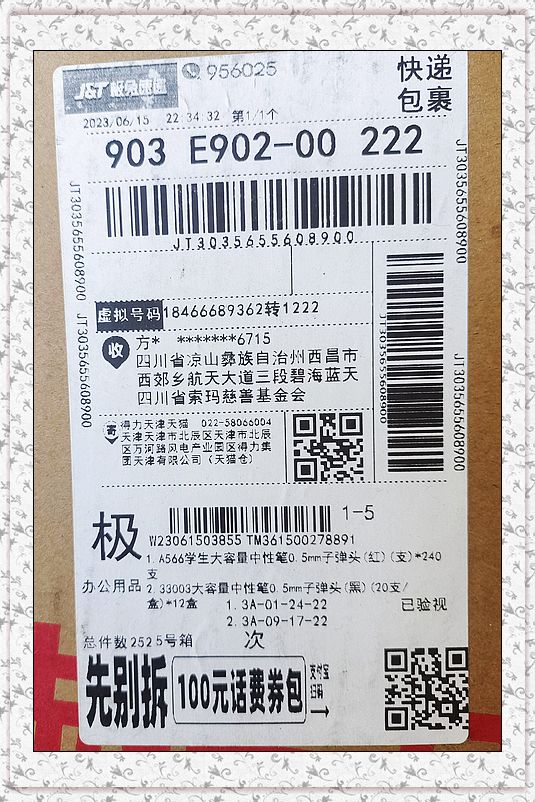 J&T 极兔速递
956025
快递
包裹
2023/06/15 22:34:32 第1/1个
903 E902-00 222
JT3035655608900
JT3035655608900
JT3035655608900
虚拟号码 18466689362转1222
收 方* *******6715
四川省凉山彝族自治州西昌市
西郊乡航天大道三段碧海蓝天
四川省索玛慈善基金会
JT3035655608900
JT3035655608900
JT3035655608900
寄 得力天津天猫 022-58066004
天津天津市北辰区天津市北辰
区万河路风电产业园区得力集
团天津有限公司（天猫仓）
极
1-5
W23061503855 TM361500278891
1.A566学生大容量中性笔0.5mm子弹头(红)(支)*240
支
办公用品 2.33003大容量中性笔0.5mm子弹头(黑)(20支/
盒)*12盒 1.3A-01-24-22 已验视
2.3A-09-17-22
总件数252 5号箱 次
先别拆 100元话费券包 支付宝
扫码